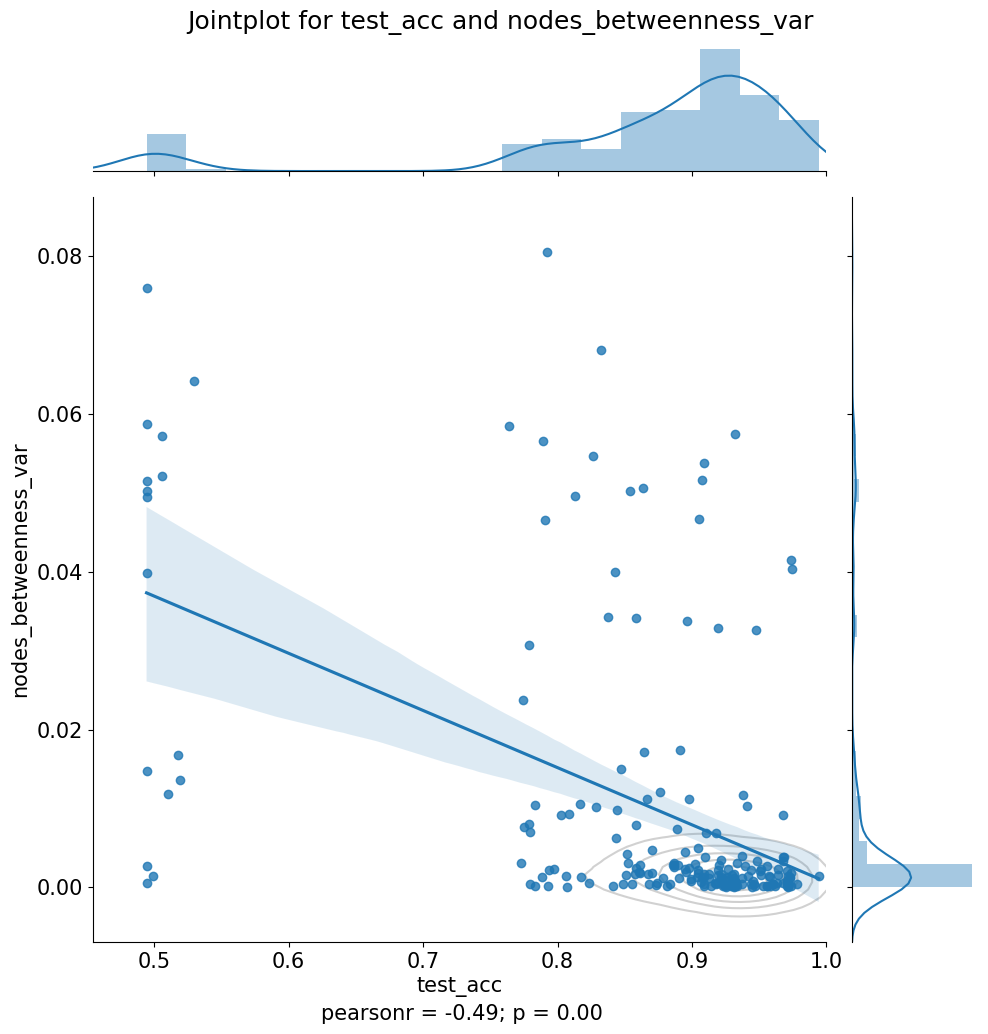 Jointplot for test_acc and nodes_betweenness_var
0.08
0.06
0.04
0.02
0.00
nodes_betweenness_var
0.5 0.6 0.7 0.8 0.9 1.0
test_acc
pearsonr = -0.49; p = 0.00